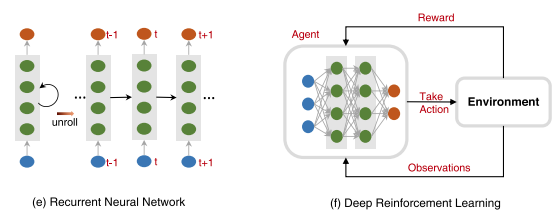 t-1
t
t+1
...
...
unroll
t-1
t
t+1
(e) Recurrent Neural Network
Reward
Agent
Take
Action
Environment
Observations
(f) Deep Reinforcement Learning